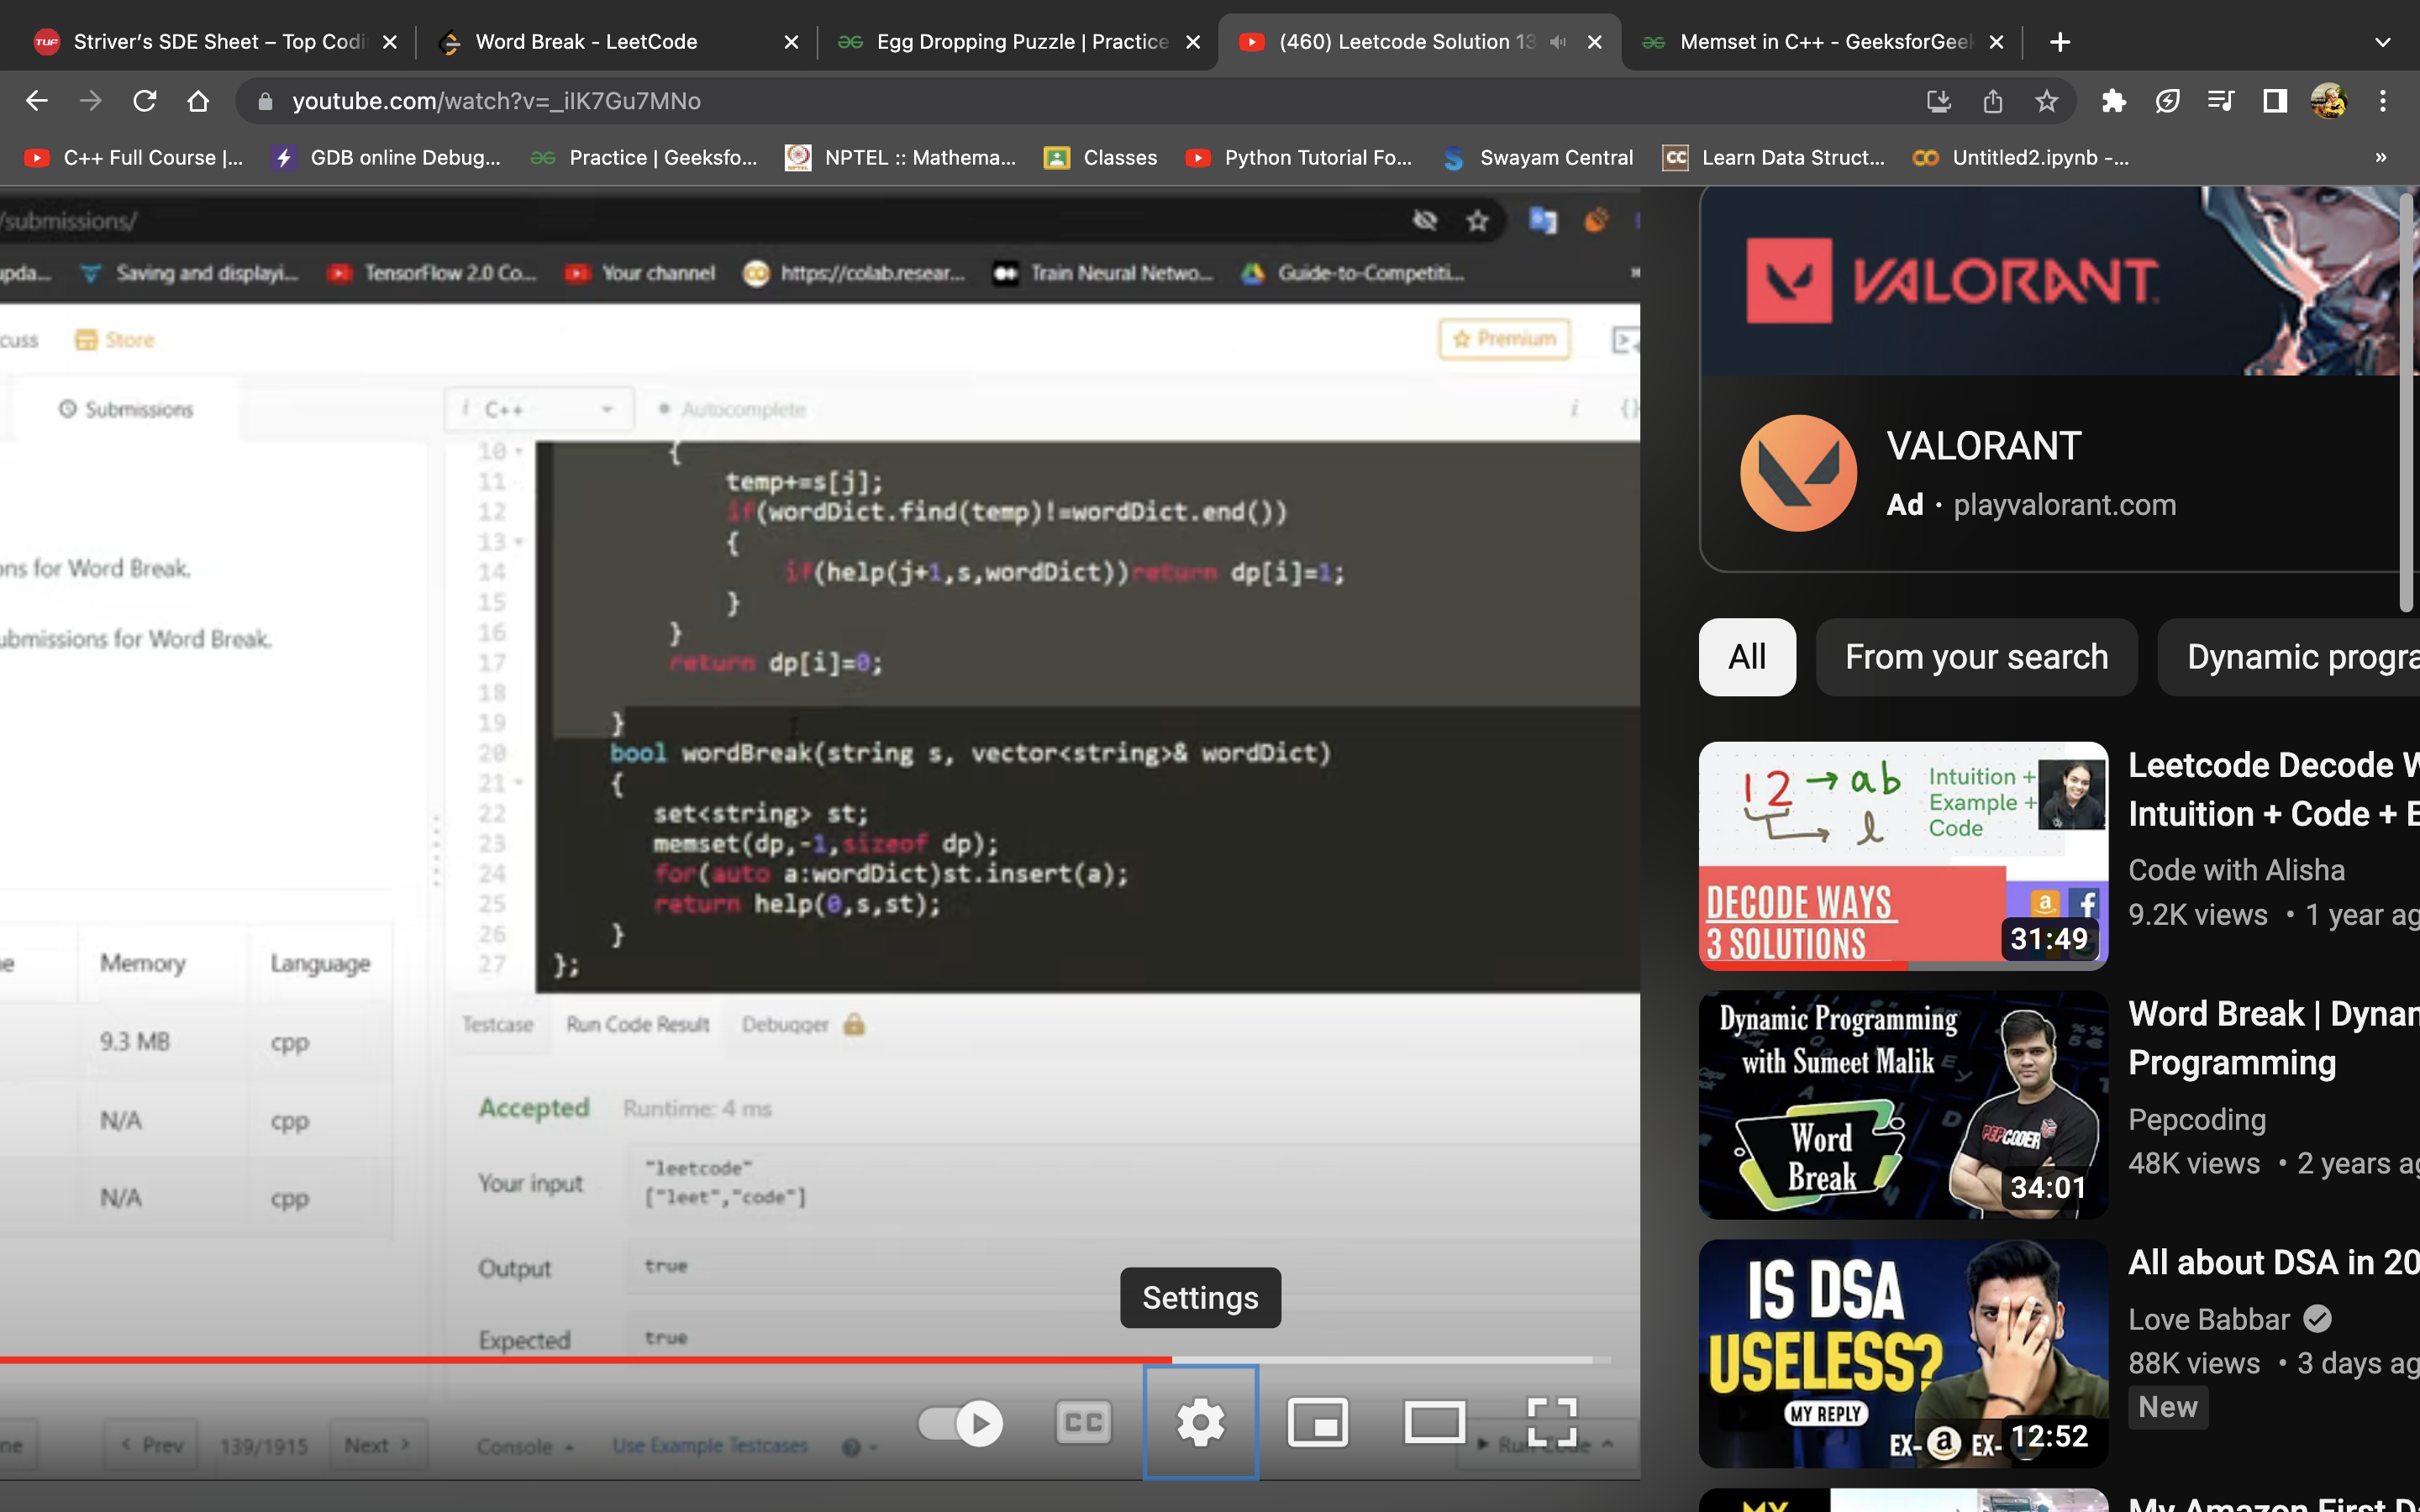 Striver's SDE Sheet – Top Codi
Word Break - LeetCode
Egg Dropping Puzzle | Practice
(460) Leetcode Solution 13
Memset in C++ - GeeksforGeek
youtube.com/watch?v=_iIK7Gu7MNo
C++ Full Course |...
GDB online Debug...
Practice | Geeksfo...
NPTEL :: Mathema...
Classes
Python Tutorial Fo...
Swayam Central
Learn Data Struct...
Untitled2.ipynb -...
/submissions/
Saving and displayi...
TensorFlow 2.0 Co...
Your channel
https://colab.resear...
Train Neural Netwo...
Guide-to-Competiti...
Store
Premium
Submissions
i C++
Autocomplete
i {}
10 {
11 temp+=s[j];
12 if(wordDict.find(temp)!=wordDict.end())
13 {
14 if(help(j+1,s,wordDict))return dp[i]=1;
15 }
16 }
17 return dp[i]=0;
18
19 }
20 bool wordBreak(string s, vector<string>& wordDict)
21 {
22 set<string> st;
23 memset(dp,-1,sizeof dp);
24 for(auto a:wordDict)st.insert(a);
25 return help(0,s,st);
26 }
27 };
ons for Word Break.
ubmissions for Word Break.
Memory Language
9.3 MB cpp
N/A cpp
N/A cpp
Testcase Run Code Result Debugger
Accepted Runtime: 4 ms
Your input
"leetcode"
["leet","code"]
Output true
Expected true
Settings
CC
Prev 139/1915 Next
Console Use Example Testcases
Run Code
VALORANT
VALORANT
Ad · playvalorant.com
All
From your search
Dynamic progra
12 → ab
l
Intuition +
Example +
Code
DECODE WAYS
3 SOLUTIONS
31:49
Leetcode Decode W
Intuition + Code + E
Code with Alisha
9.2K views • 1 year ag
Dynamic Programming
with Sumeet Malik
Word
Break
PEPCODER
34:01
Word Break | Dynam
Programming
Pepcoding
48K views • 2 years ag
IS DSA
USELESS?
MY REPLY
EX- a EX-
12:52
All about DSA in 20
Love Babbar
88K views • 3 days ag
New
MY
My Amazon First D